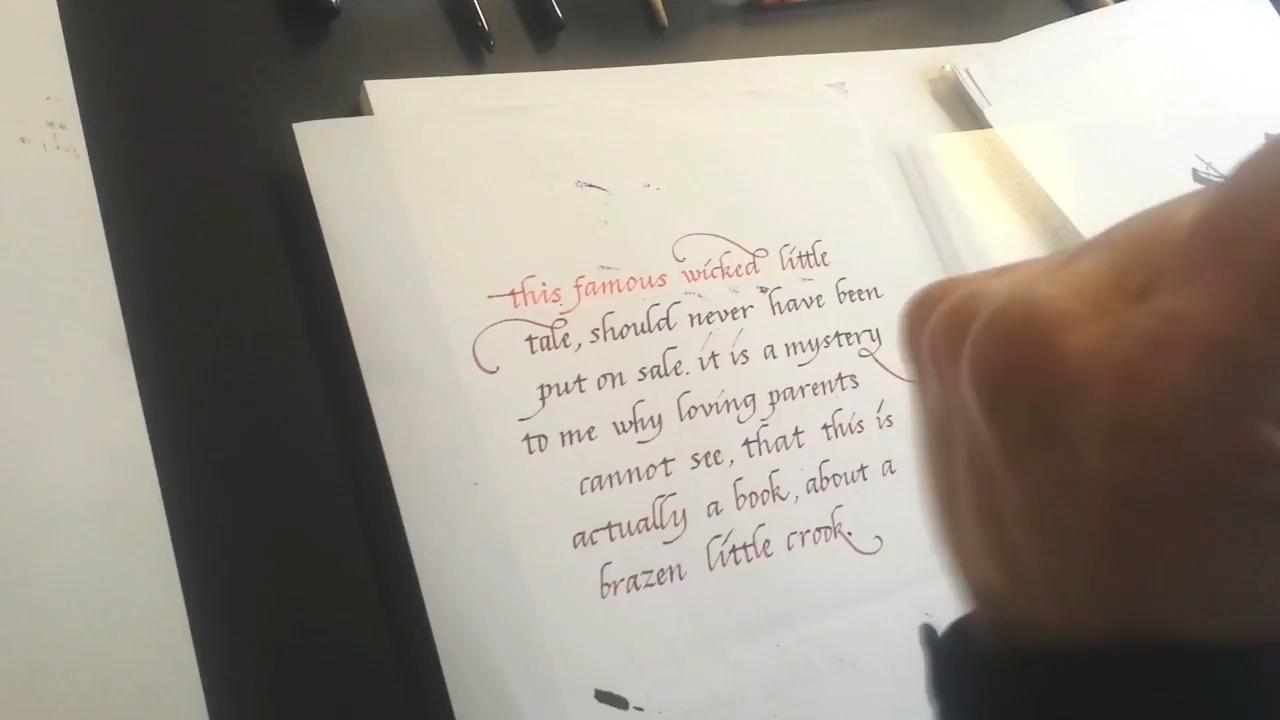 this famous wicked little
tale, should never have been
put on sale. it is a mystery
to me why loving parents
cannot see, that this is
actually a book, about a
brazen little crook.